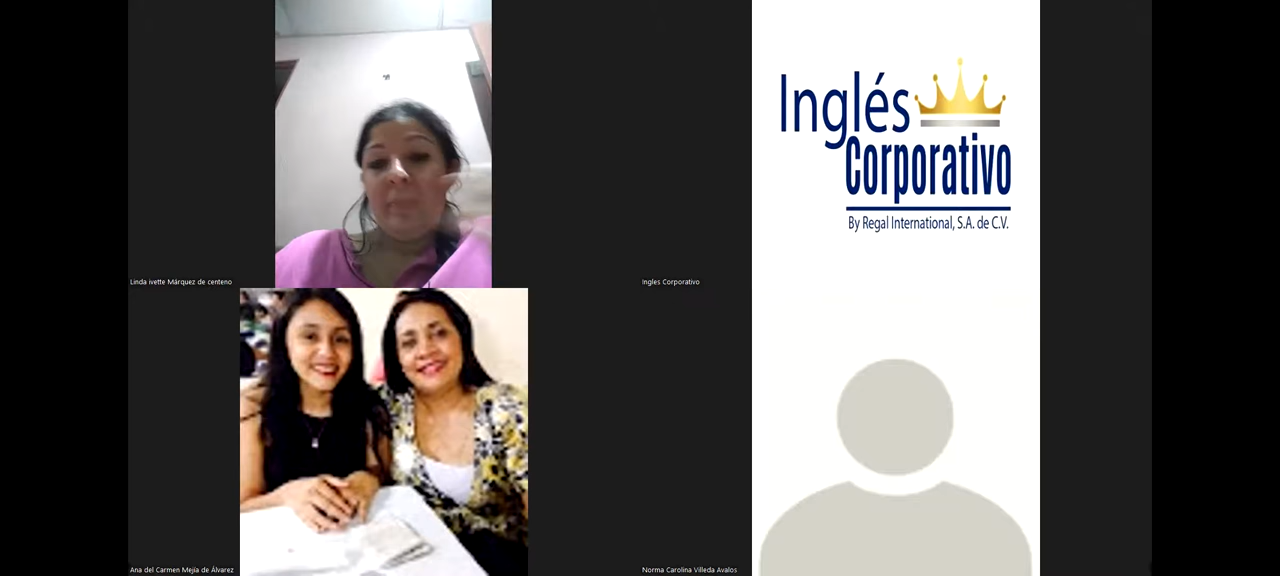 Inglés
Corporativo
By Regal International, S.A. de C.V.
Linda ivette Márquez de centeno
Ingles Corporativo
Ana del Carmen Mejía de Álvarez
Norma Carolina Villeda Avalos